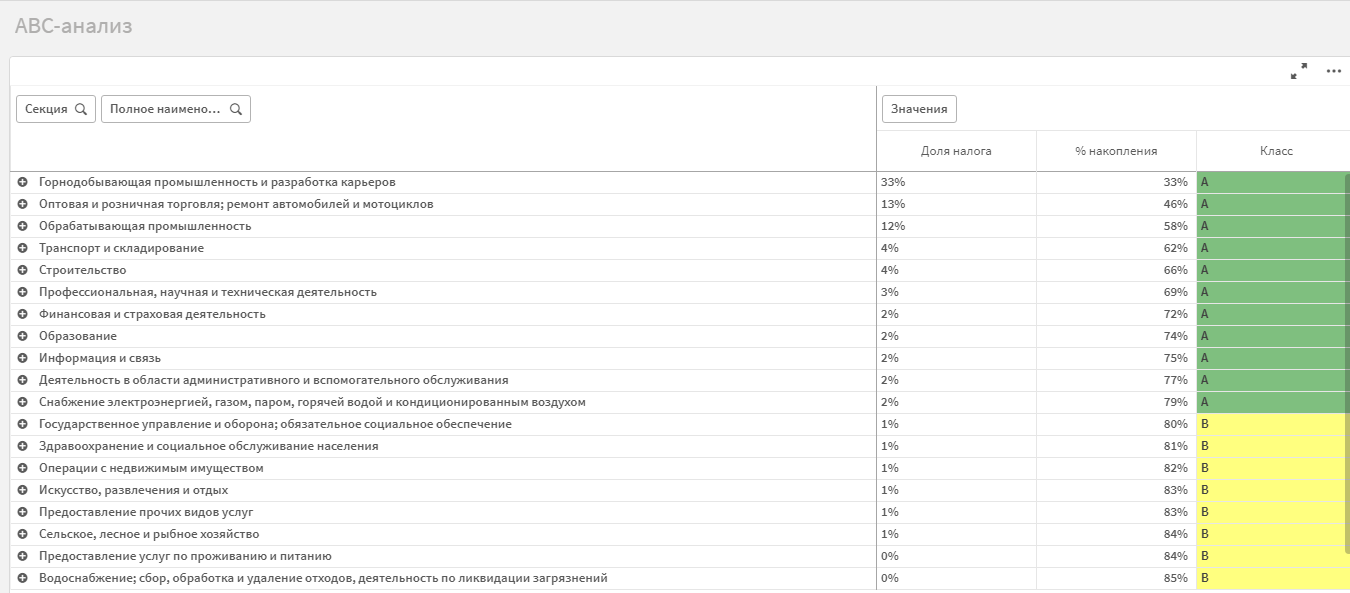 АВС-анализ
Секция Полное наимено... Значения
Доля налога % накопления Класс
Горнодобывающая промышленность и разработка карьеров 33% 33% A
Оптовая и розничная торговля; ремонт автомобилей и мотоциклов 13% 46% A
Обрабатывающая промышленность 12% 58% A
Транспорт и складирование 4% 62% A
Строительство 4% 66% A
Профессиональная, научная и техническая деятельность 3% 69% A
Финансовая и страховая деятельность 2% 72% A
Образование 2% 74% A
Информация и связь 2% 75% A
Деятельность в области административного и вспомогательного обслуживания 2% 77% A
Снабжение электроэнергией, газом, паром, горячей водой и кондиционированным воздухом 2% 79% A
Государственное управление и оборона; обязательное социальное обеспечение 1% 80% B
Здравоохранение и социальное обслуживание населения 1% 81% B
Операции с недвижимым имуществом 1% 82% B
Искусство, развлечения и отдых 1% 83% B
Предоставление прочих видов услуг 1% 83% B
Сельское, лесное и рыбное хозяйство 1% 84% B
Предоставление услуг по проживанию и питанию 0% 84% B
Водоснабжение; сбор, обработка и удаление отходов, деятельность по ликвидации загрязнений 0% 85% B